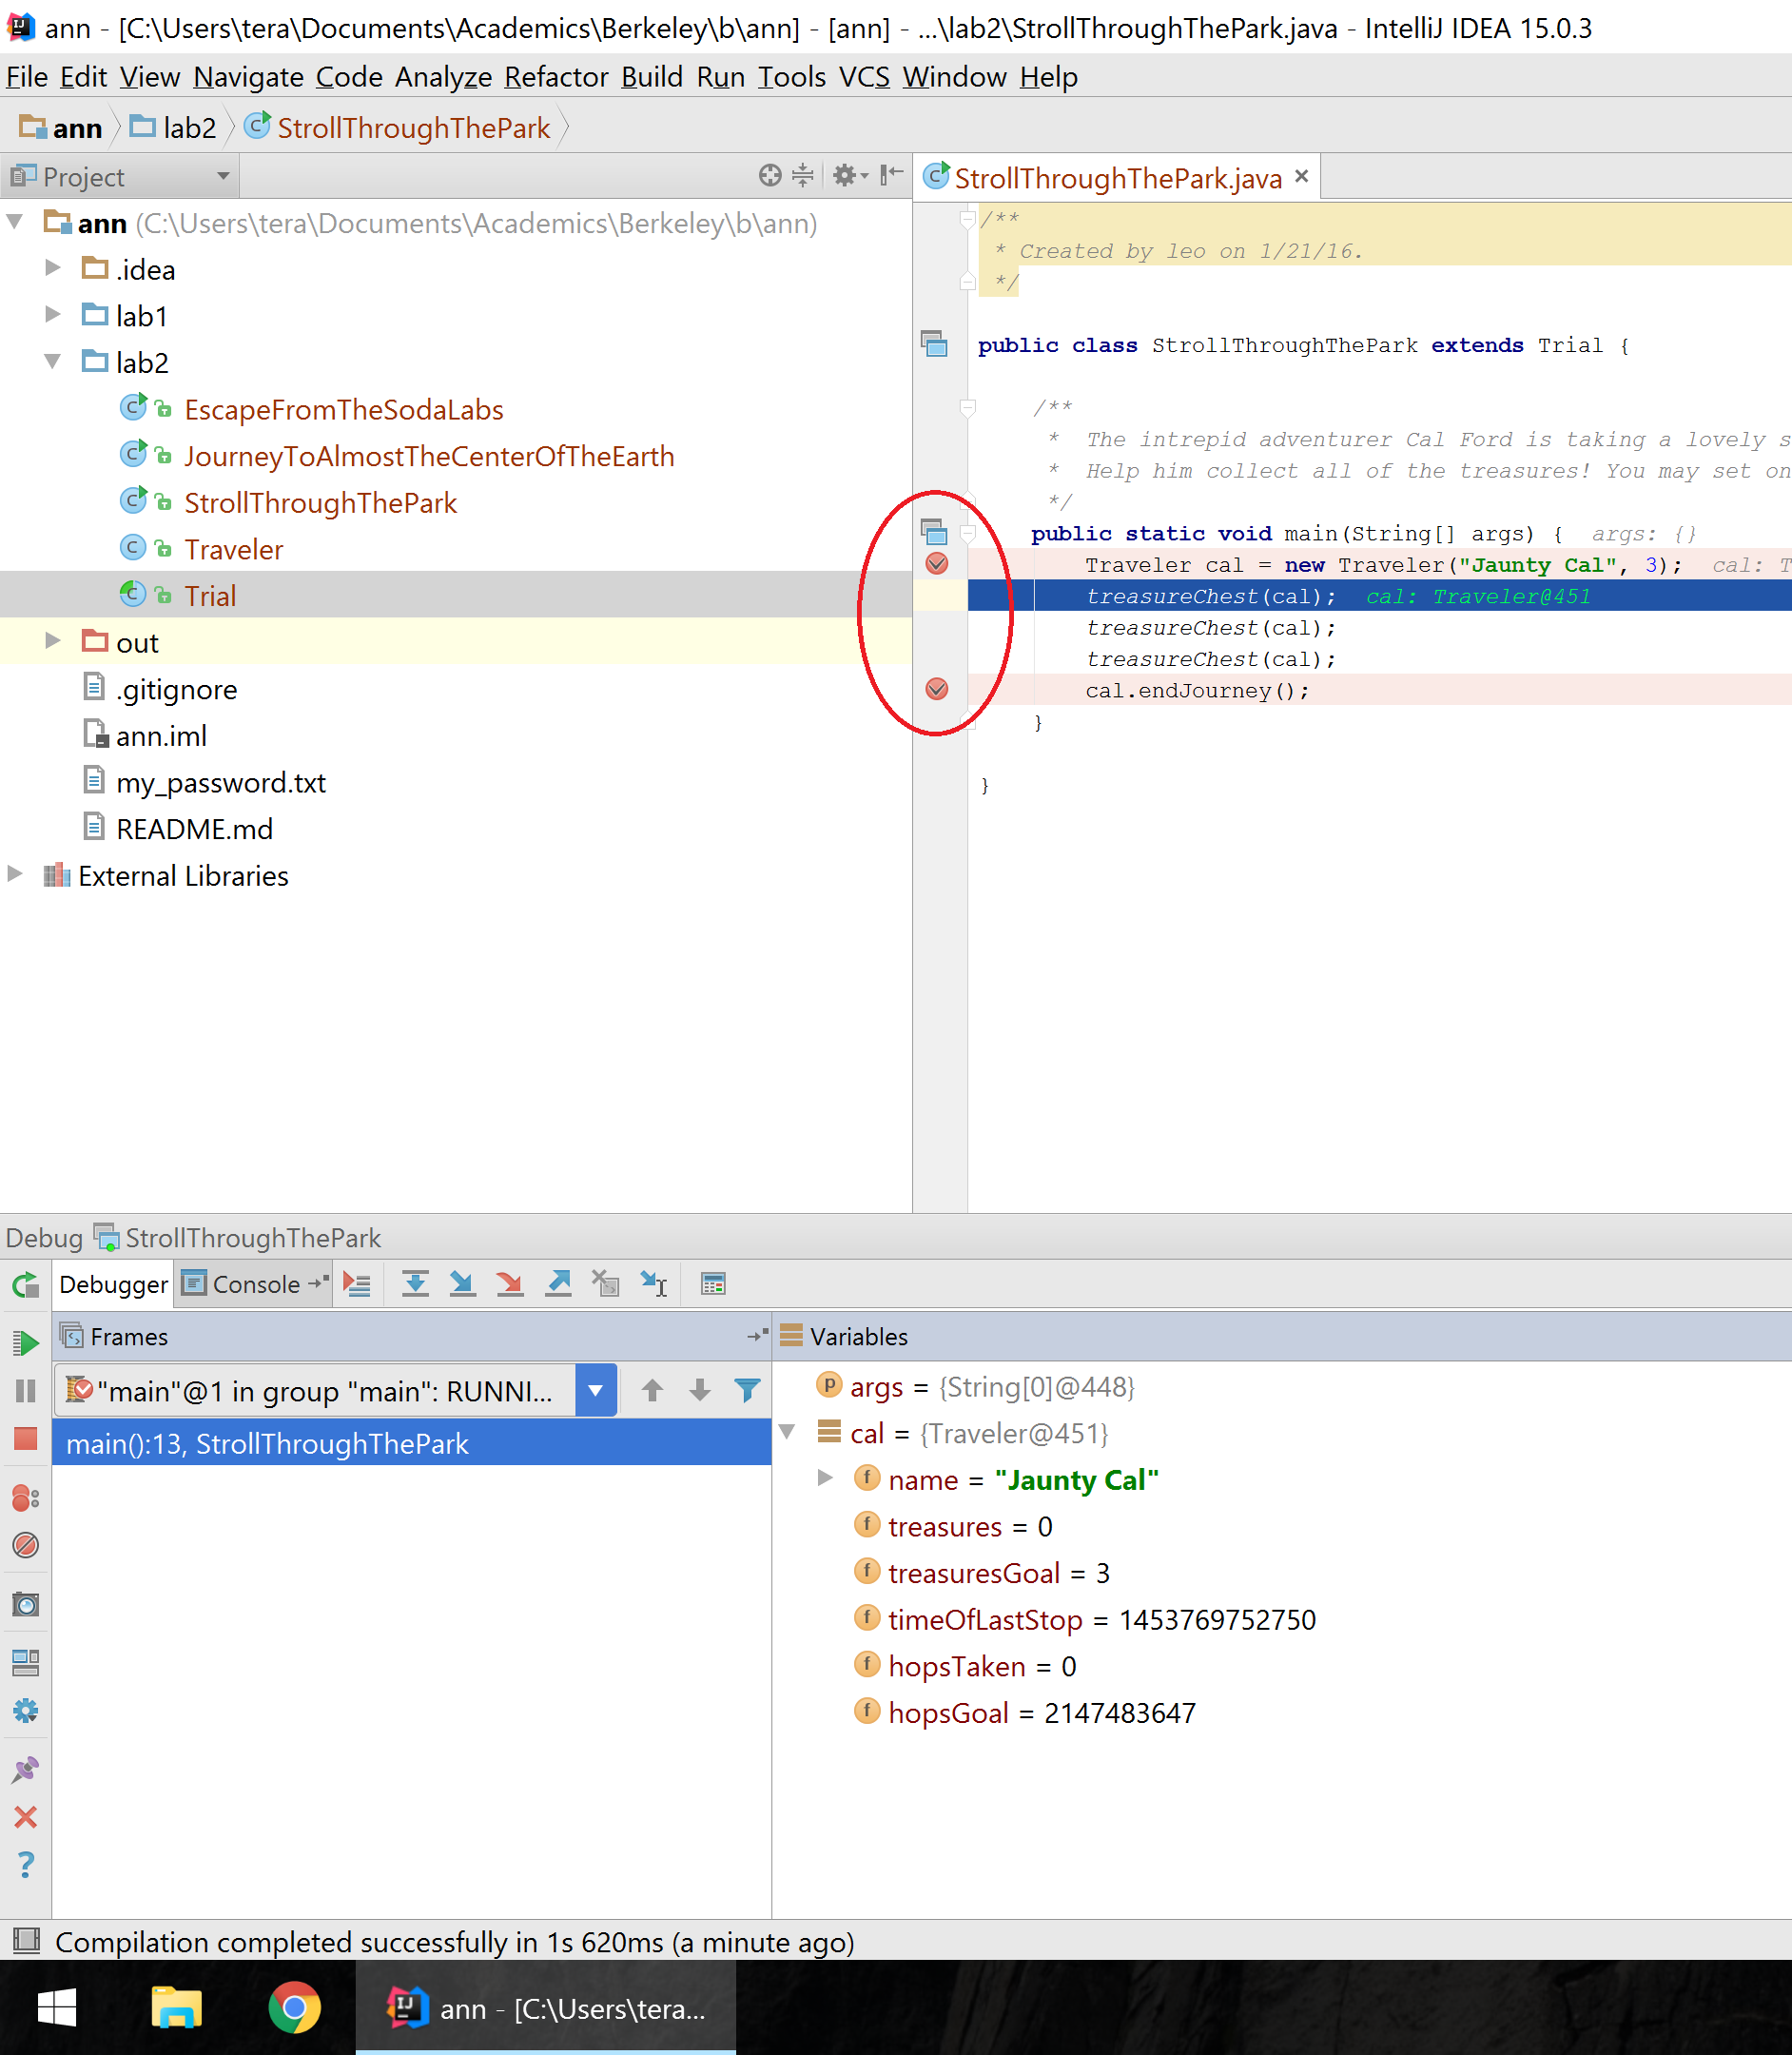 ann - [C:\Users\tera\Documents\Academics\Berkeley\b\ann] - [ann] - ...\lab2\StrollThroughThePark.java - IntelliJ IDEA 15.0.3
File Edit View Navigate Code Analyze Refactor Build Run Tools VCS Window Help
ann lab2 StrollThroughThePark
Project
ann (C:\Users\tera\Documents\Academics\Berkeley\b\ann)
.idea
lab1
lab2
EscapeFromTheSodaLabs
JourneyToAlmostTheCenterOfTheEarth
StrollThroughThePark
Traveler
Trial
out
.gitignore
ann.iml
my_password.txt
README.md
External Libraries
StrollThroughThePark.java
/**
* Created by leo on 1/21/16.
*/
public class StrollThroughThePark extends Trial {
/**
* The intrepid adventurer Cal Ford is taking a lovely s
* Help him collect all of the treasures! You may set on
*/
public static void main(String[] args) { args: {}
Traveler cal = new Traveler("Jaunty Cal", 3); cal: T
treasureChest(cal); cal: Traveler@451
treasureChest(cal);
treasureChest(cal);
cal.endJourney();
}
}
Debug StrollThroughThePark
Debugger Console
Frames
"main"@1 in group "main": RUNNI...
main():13, StrollThroughThePark
Variables
args = {String[0]@448}
cal = {Traveler@451}
name = "Jaunty Cal"
treasures = 0
treasuresGoal = 3
timeOfLastStop = 1453769752750
hopsTaken = 0
hopsGoal = 2147483647
Compilation completed successfully in 1s 620ms (a minute ago)
ann - [C:\Users\tera...